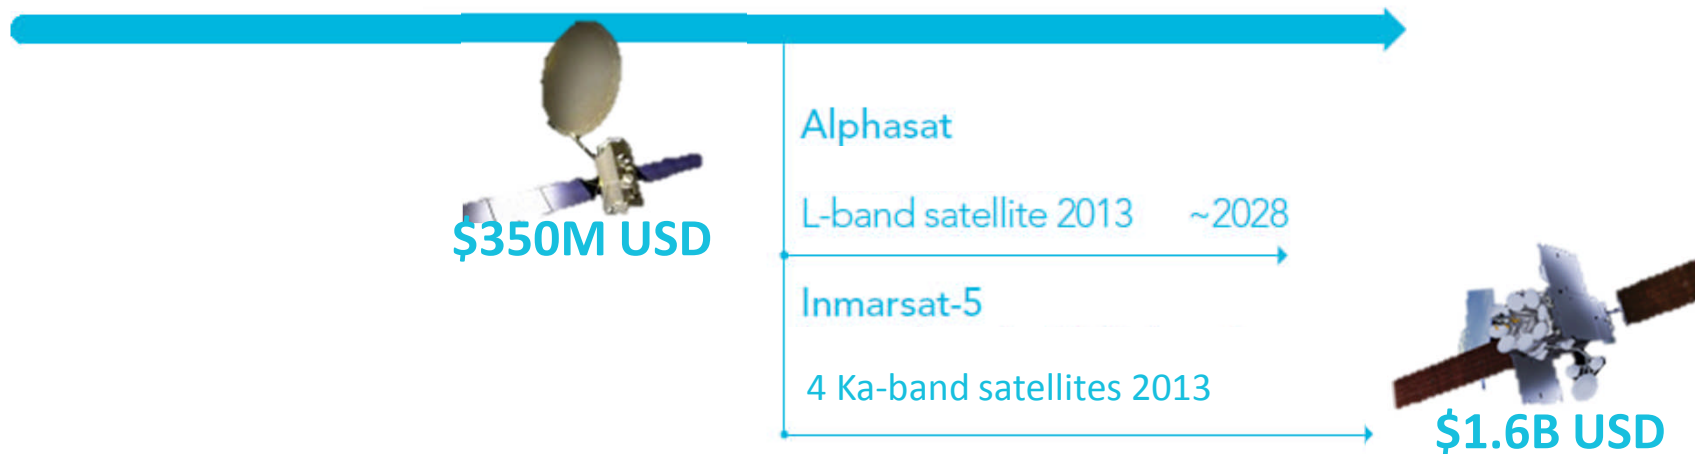 Alphasat
L-band satellite 2013 ~2028
$350M USD
Inmarsat-5
4 Ka-band satellites 2013
$1.6B USD